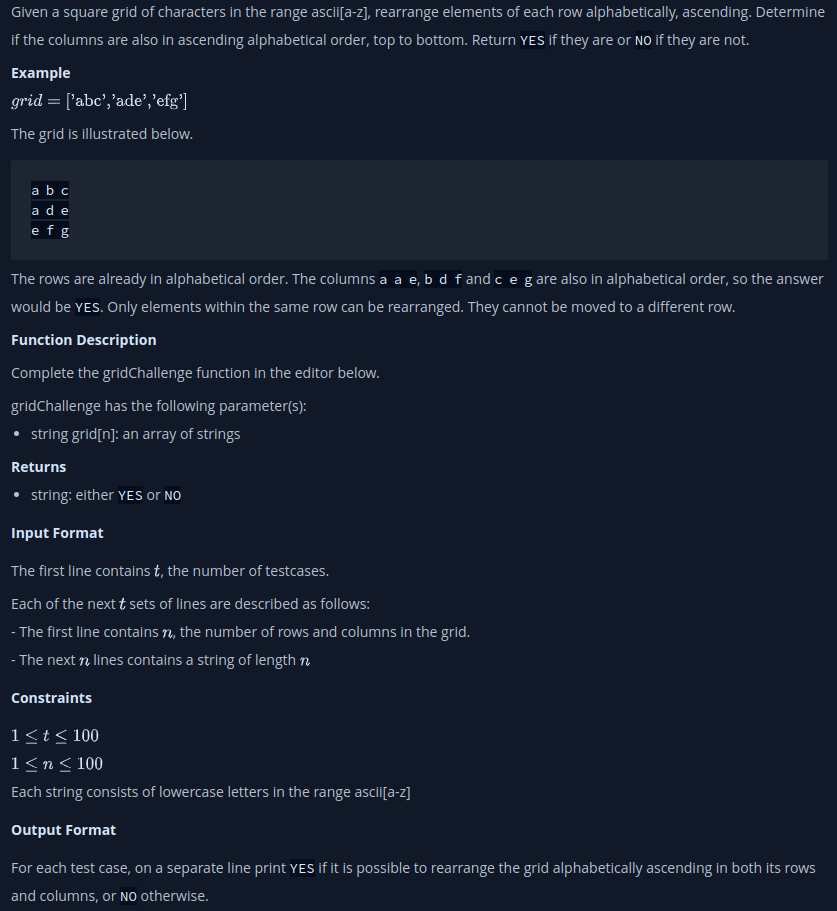 Given a square grid of characters in the range ascii[a-z], rearrange elements of each row alphabetically, ascending. Determine
if the columns are also in ascending alphabetical order, top to bottom. Return YES if they are or NO if they are not.
Example
grid = ['abc','ade','efg']
The grid is illustrated below.
a b c
a d e
e f g
The rows are already in alphabetical order. The columns a a e, b d f and c e g are also in alphabetical order, so the answer
would be YES. Only elements within the same row can be rearranged. They cannot be moved to a different row.
Function Description
Complete the gridChallenge function in the editor below.
gridChallenge has the following parameter(s):
• string grid[n]: an array of strings
Returns
• string: either YES or NO
Input Format
The first line contains t, the number of testcases.
Each of the next t sets of lines are described as follows:
- The first line contains n, the number of rows and columns in the grid.
- The next n lines contains a string of length n
Constraints
1 ≤ t ≤ 100
1 ≤ n ≤ 100
Each string consists of lowercase letters in the range ascii[a-z]
Output Format
For each test case, on a separate line print YES if it is possible to rearrange the grid alphabetically ascending in both its rows
and columns, or NO otherwise.